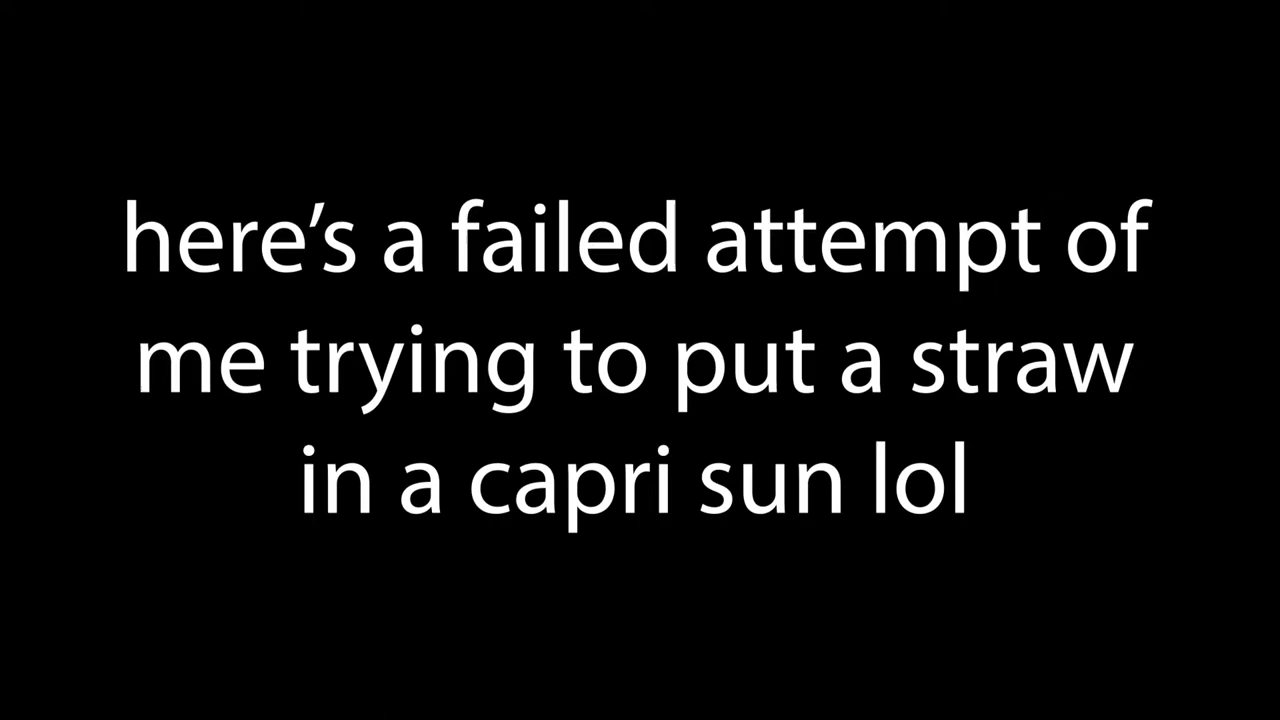 here’s a failed attempt of
me trying to put a straw
in a capri sun lol